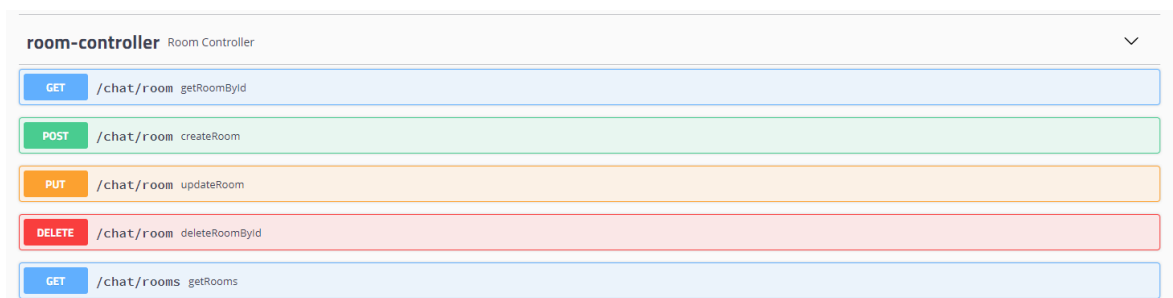 room-controller Room Controller
GET /chat/room getRoomById
POST /chat/room createRoom
PUT /chat/room updateRoom
DELETE /chat/room deleteRoomById
GET /chat/rooms getRooms